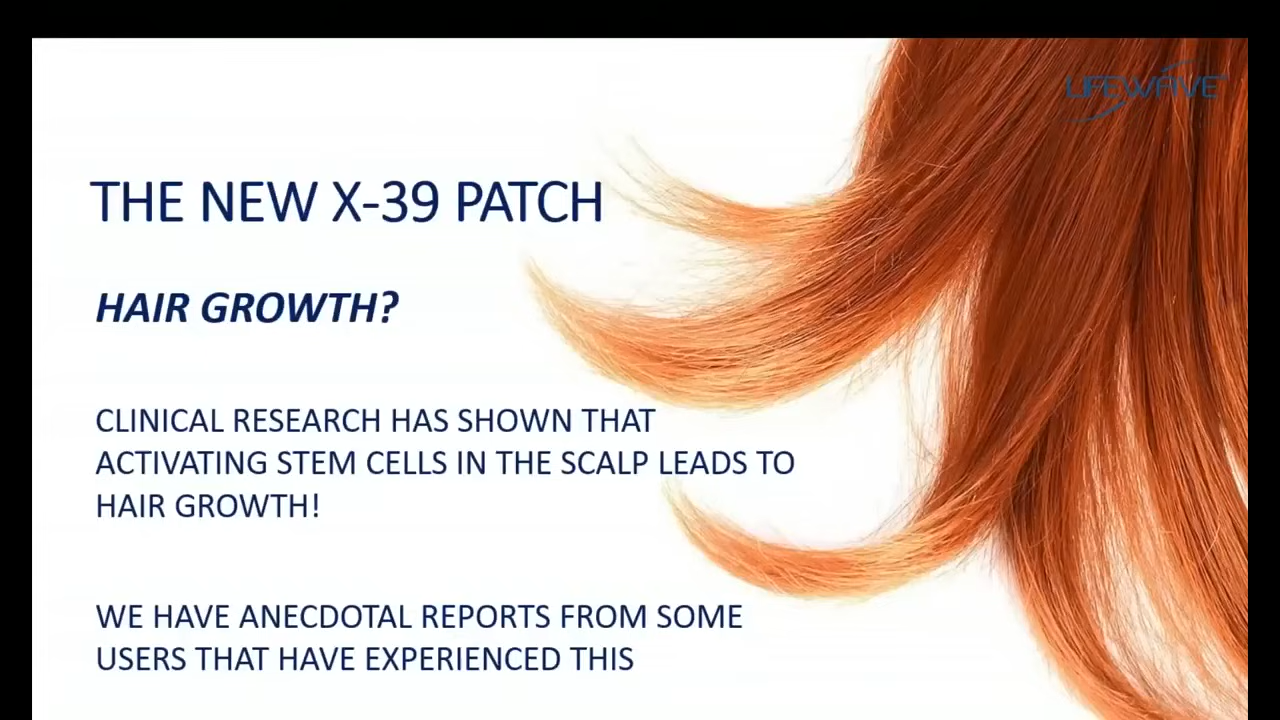 LIFEWAVE
THE NEW X-39 PATCH
HAIR GROWTH?
CLINICAL RESEARCH HAS SHOWN THAT
ACTIVATING STEM CELLS IN THE SCALP LEADS TO
HAIR GROWTH!
WE HAVE ANECDOTAL REPORTS FROM SOME
USERS THAT HAVE EXPERIENCED THIS